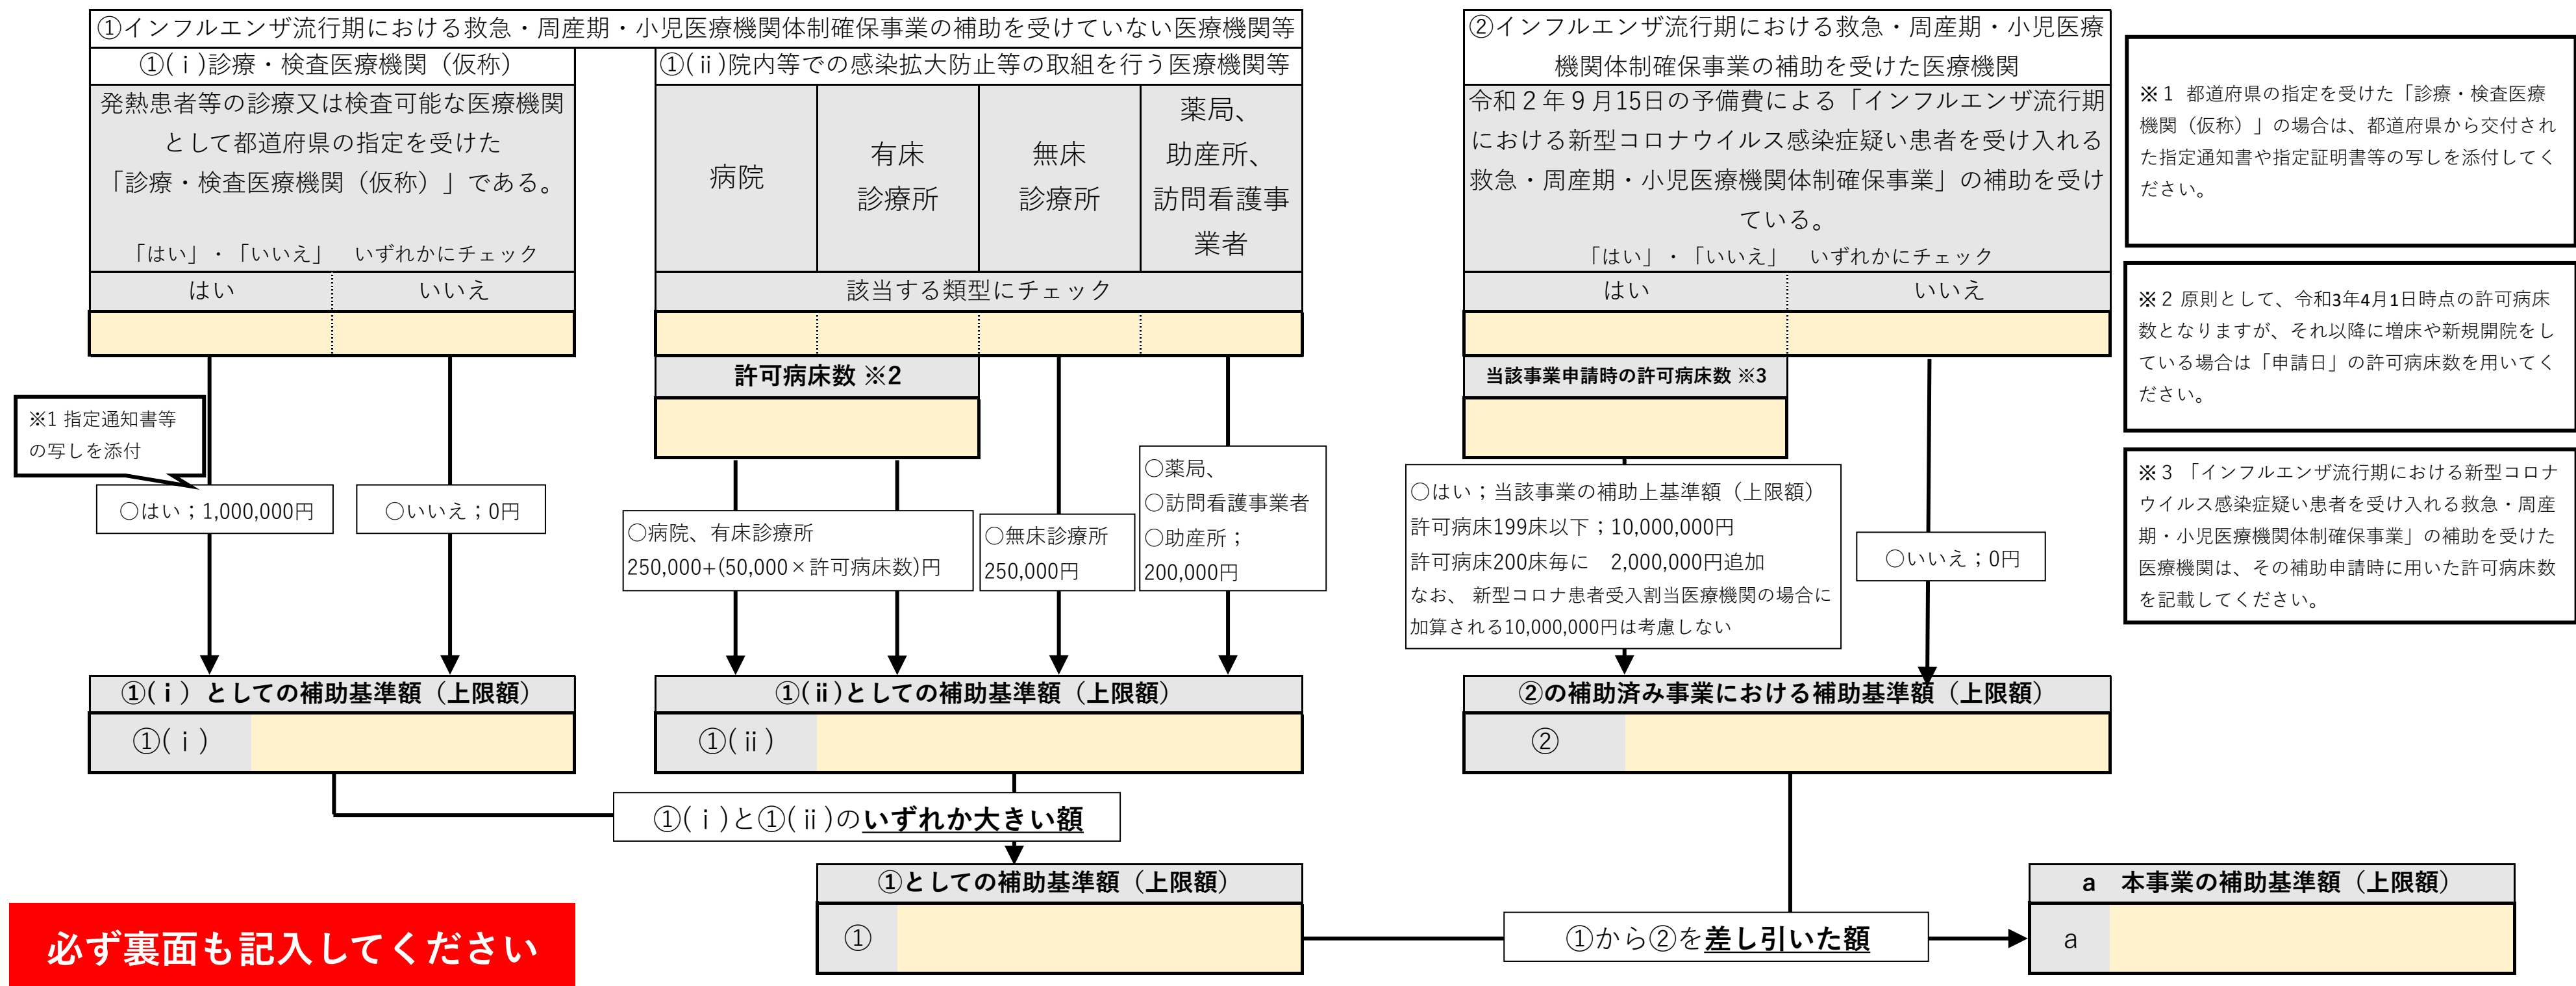 ①インフルエンザ流行期における救急・周産期・小児医療機関体制確保事業の補助を受けていない医療機関等
①(ⅰ)診療・検査医療機関（仮称）
発熱患者等の診療又は検査可能な医療機関
として都道府県の指定を受けた
「診療・検査医療機関（仮称）」である。
「はい」・「いいえ」　いずれかにチェック
はい
いいえ
①(ⅱ)院内等での感染拡大防止等の取組を行う医療機関等
病院
有床
診療所
無床
診療所
薬局、
助産所、
訪問看護事
業者
該当する類型にチェック
許可病床数 ※2
②インフルエンザ流行期における救急・周産期・小児医療
機関体制確保事業の補助を受けた医療機関
令和２年９月15日の予備費による「インフルエンザ流行期
における新型コロナウイルス感染症疑い患者を受け入れる
救急・周産期・小児医療機関体制確保事業」の補助を受け
ている。
「はい」・「いいえ」　いずれかにチェック
はい
いいえ
当該事業申請時の許可病床数 ※3
※１ 都道府県の指定を受けた「診療・検査医療
機関（仮称）」の場合は、都道府県から交付され
た指定通知書や指定証明書等の写しを添付してく
ださい。
※２ 原則として、令和3年4月1日時点の許可病床
数となりますが、それ以降に増床や新規開院をし
ている場合は「申請日」の許可病床数を用いてく
ださい。
※３ 「インフルエンザ流行期における新型コロナ
ウイルス感染症疑い患者を受け入れる救急・周産
期・小児医療機関体制確保事業」の補助を受けた
医療機関は、その補助申請時に用いた許可病床数
を記載してください。
※1 指定通知書等
の写しを添付
○はい；1,000,000円
○いいえ；0円
○病院、有床診療所
250,000+(50,000×許可病床数)円
○無床診療所
250,000円
○薬局、
○訪問看護事業者
○助産所；
200,000円
○はい；当該事業の補助上基準額（上限額）
許可病床199床以下；10,000,000円
許可病床200床毎に　2,000,000円追加
なお、 新型コロナ患者受入割当医療機関の場合に
加算される10,000,000円は考慮しない
○いいえ；0円
①(ⅰ) としての補助基準額（上限額）
①(ⅰ)
①(ⅱ)としての補助基準額（上限額）
①(ⅱ)
②の補助済み事業における補助基準額（上限額）
②
①(ⅰ)と①(ⅱ)のいずれか大きい額
①としての補助基準額（上限額）
①
①から②を差し引いた額
a　本事業の補助基準額（上限額）
a
必ず裏面も記入してください